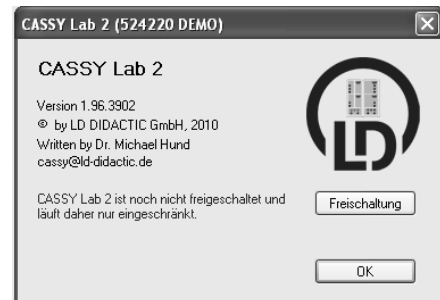 CASSY Lab 2 (524220 DEMO)
CASSY Lab 2
Version 1.96.3902
© by LD DIDACTIC GmbH, 2010
Written by Dr. Michael Hund
cassy@ld-didactic.de
LD
CASSY Lab 2 ist noch nicht freigeschaltet und
läuft daher nur eingeschränkt.
Freischaltung
OK